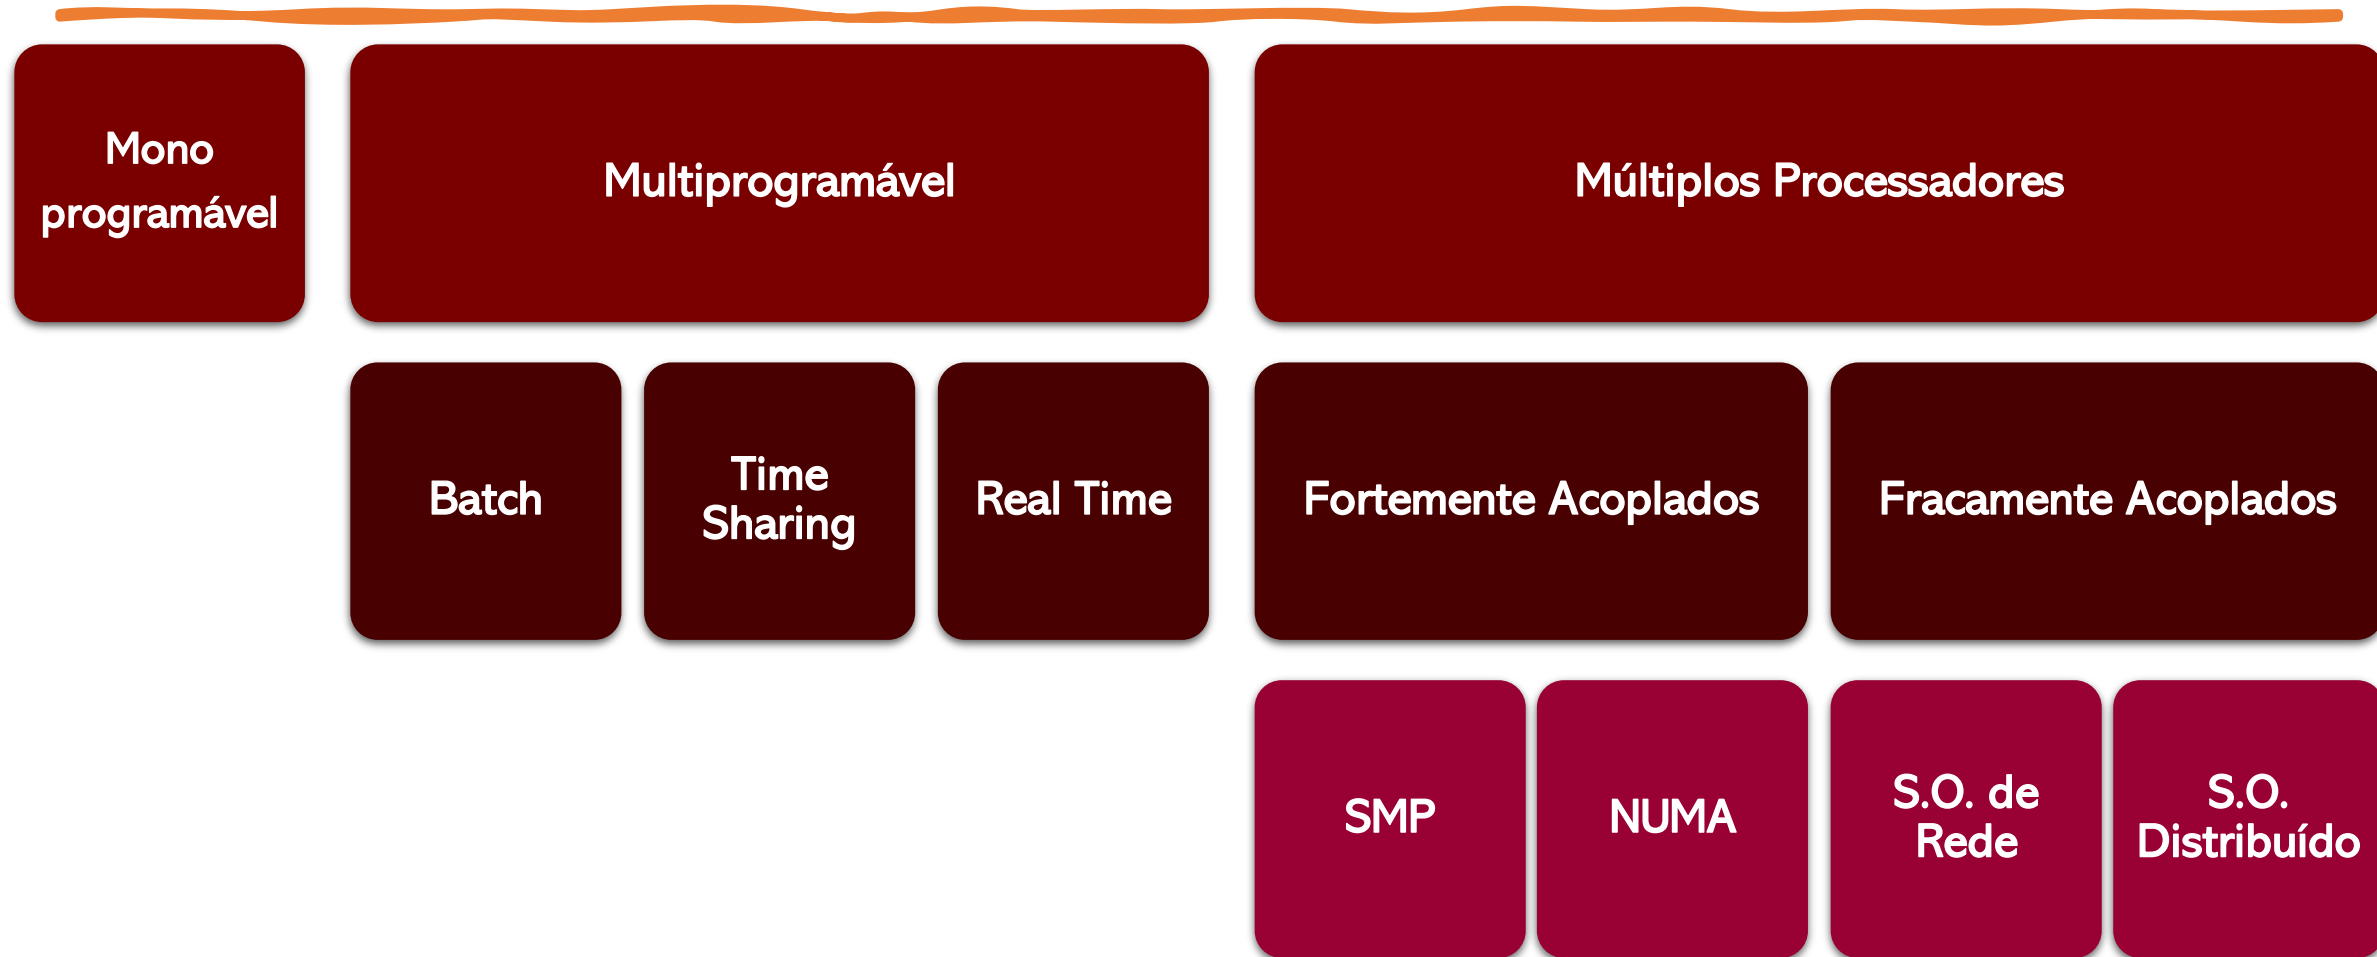 Mono
programável
Multiprogramável
Múltiplos Processadores
Batch
Time
Sharing
Real Time
Fortemente Acoplados
Fracamente Acoplados
SMP
NUMA
S.O. de
Rede
S.O.
Distribuído